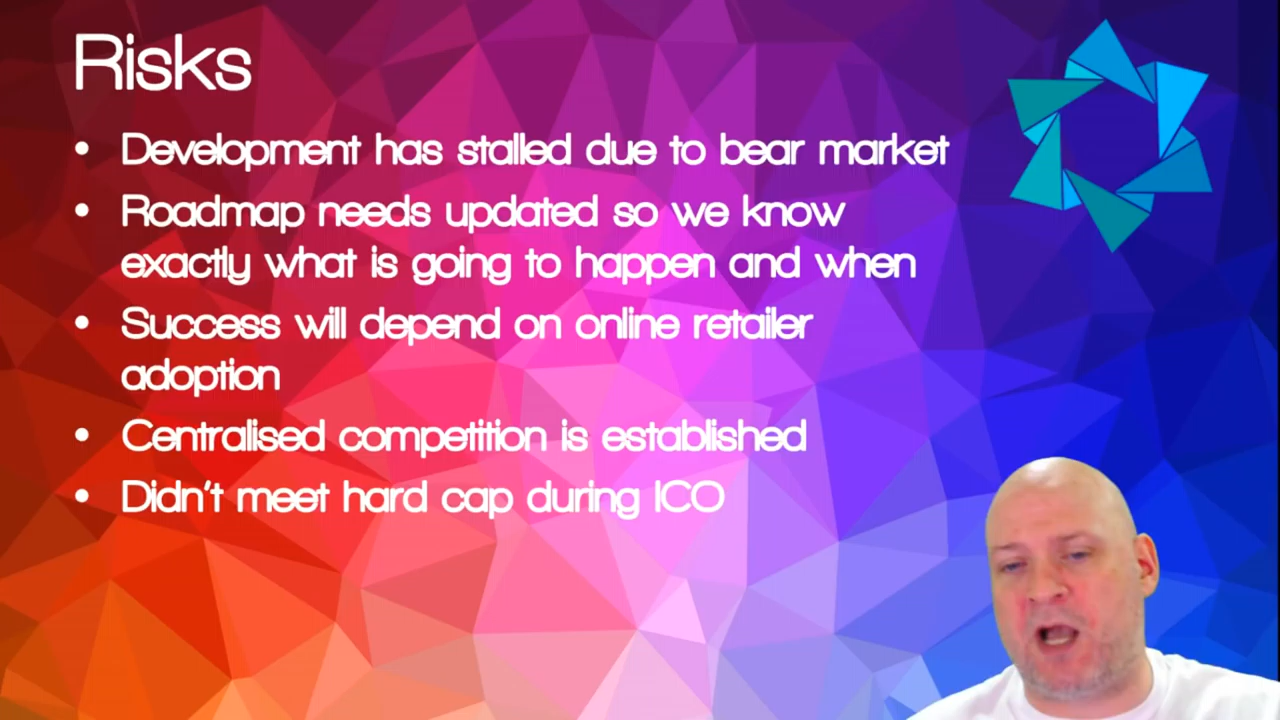 Risks
• Development has stalled due to bear market
• Roadmap needs updated so we know
exactly what is going to happen and when
• Success will depend on online retailer
adoption
• Centralised competition is established
• Didn't meet hard cap during ICO